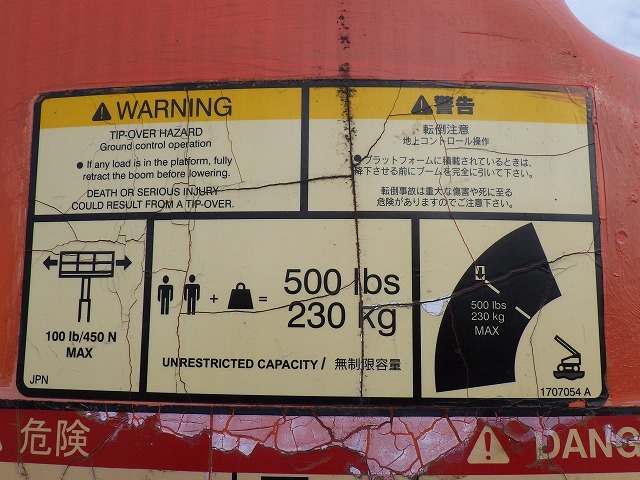 WARNING
TIP-OVER HAZARD
Ground control operation
● If any load is in the platform, fully
retract the boom before lowering.
DEATH OR SERIOUS INJURY
COULD RESULT FROM A TIP-OVER.
警告
転倒注意
地上コントロール操作
●プラットフォームに積載されているときは、
降下させる前にブームを完全に引いて下さい。
転倒事故は重大な傷害や死に至る
危険がありますのでご注意下さい。
100 lb/450 N
MAX
JPN
+ = 500 lbs
230 kg
UNRESTRICTED CAPACITY / 無制限容量
500 lbs
230 kg
MAX
1707054 A
危険
DANG